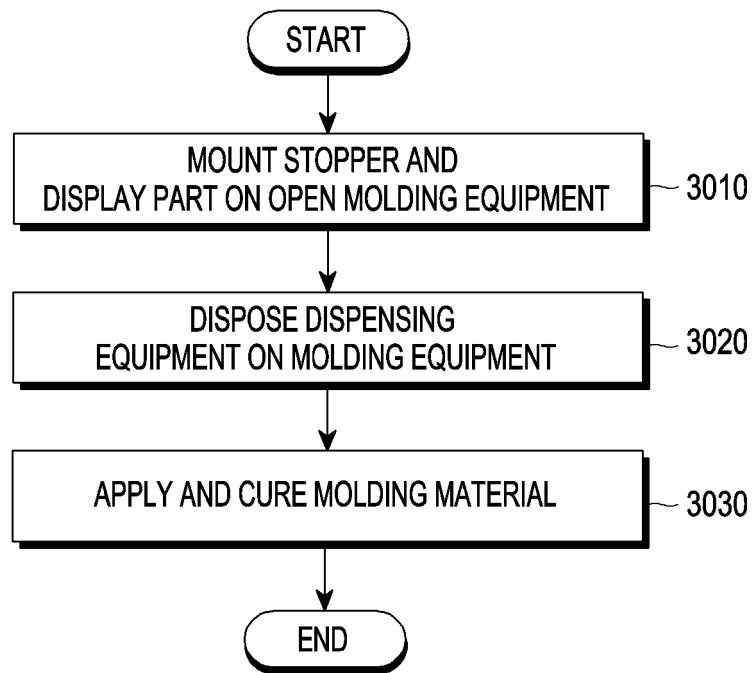 START
MOUNT STOPPER AND
DISPLAY PART ON OPEN MOLDING EQUIPMENT
3010
DISPOSE DISPENSING
EQUIPMENT ON MOLDING EQUIPMENT
3020
APPLY AND CURE MOLDING MATERIAL
3030
END